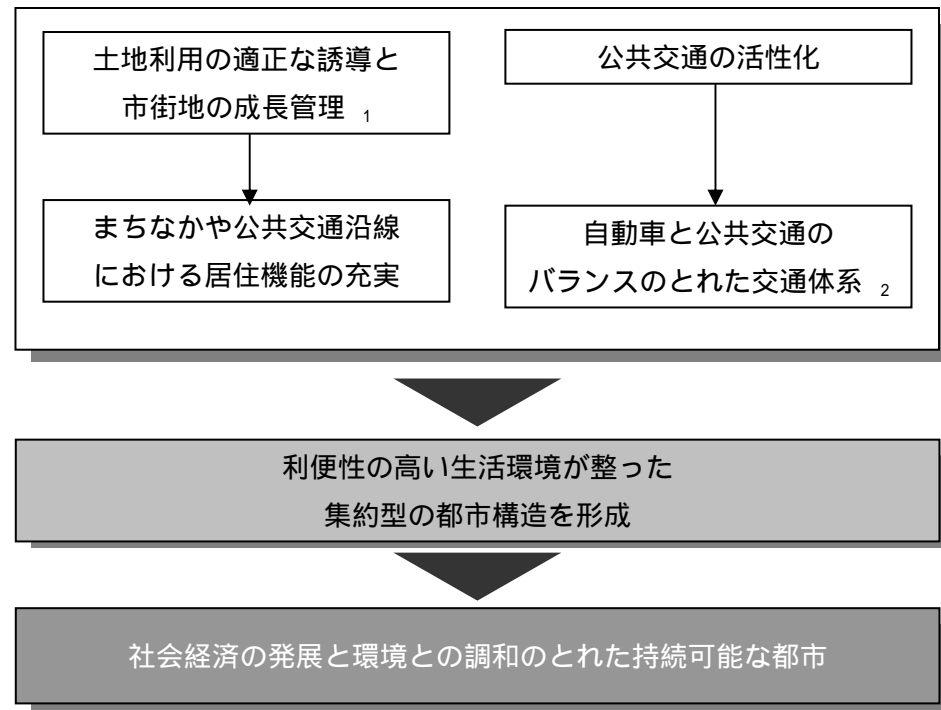 土地利用の適正な誘導と
市街地の成長管理 1
まちなかや公共交通沿線
における居住機能の充実
公共交通の活性化
自動車と公共交通の
バランスのとれた交通体系 2
利便性の高い生活環境が整った
集約型の都市構造を形成
社会経済の発展と環境との調和のとれた持続可能な都市